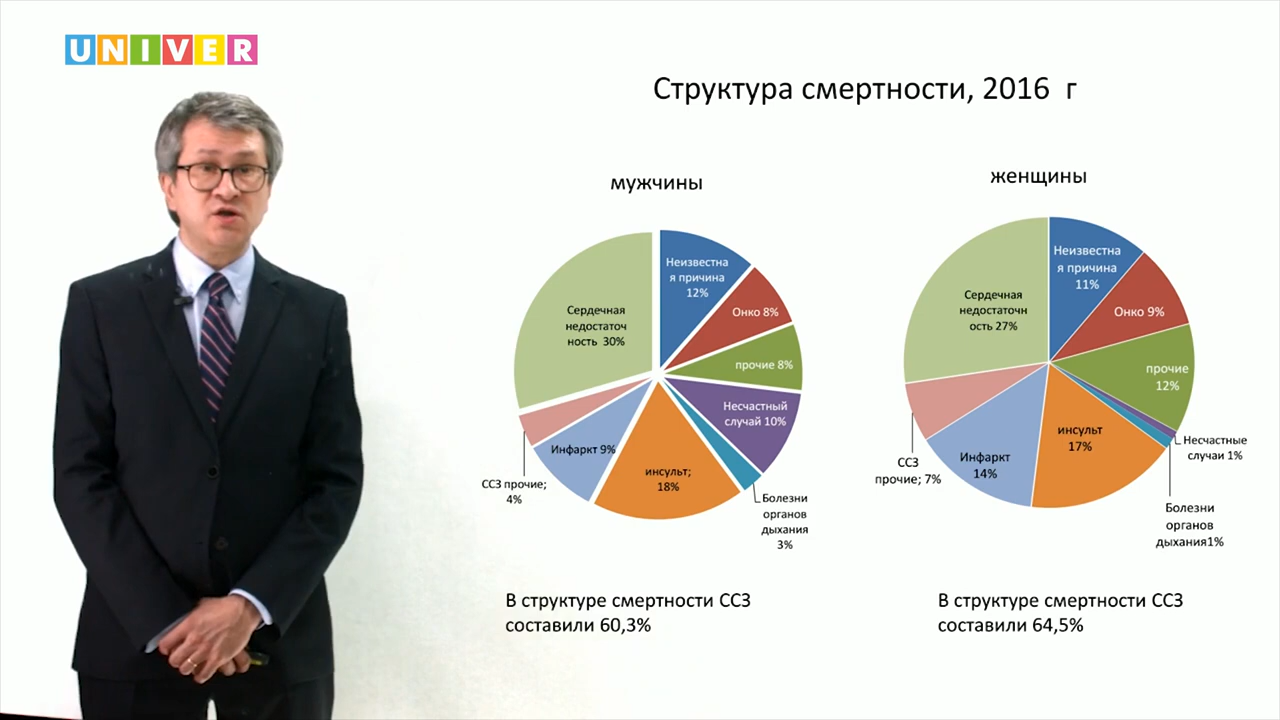 UNIVER
Структура смертности, 2016 г
мужчины
Неизвестна
я причина
12%
Онко 8%
прочие 8%
Несчастный
случай 10%
Болезни
органов
дыхания
3%
инсульт;
18%
Инфаркт 9%
ССЗ прочие;
4%
Сердечная
недостаточ
ность 30%
В структуре смертности ССЗ
составили 60,3%
женщины
Неизвестна
я причина
11%
Онко 9%
прочие
12%
Несчастные
случаи 1%
Болезни
органов
дыхания1%
инсульт
17%
Инфаркт
14%
ССЗ
прочие; 7%
Сердечная
недостаточн
ость 27%
В структуре смертности ССЗ
составили 64,5%